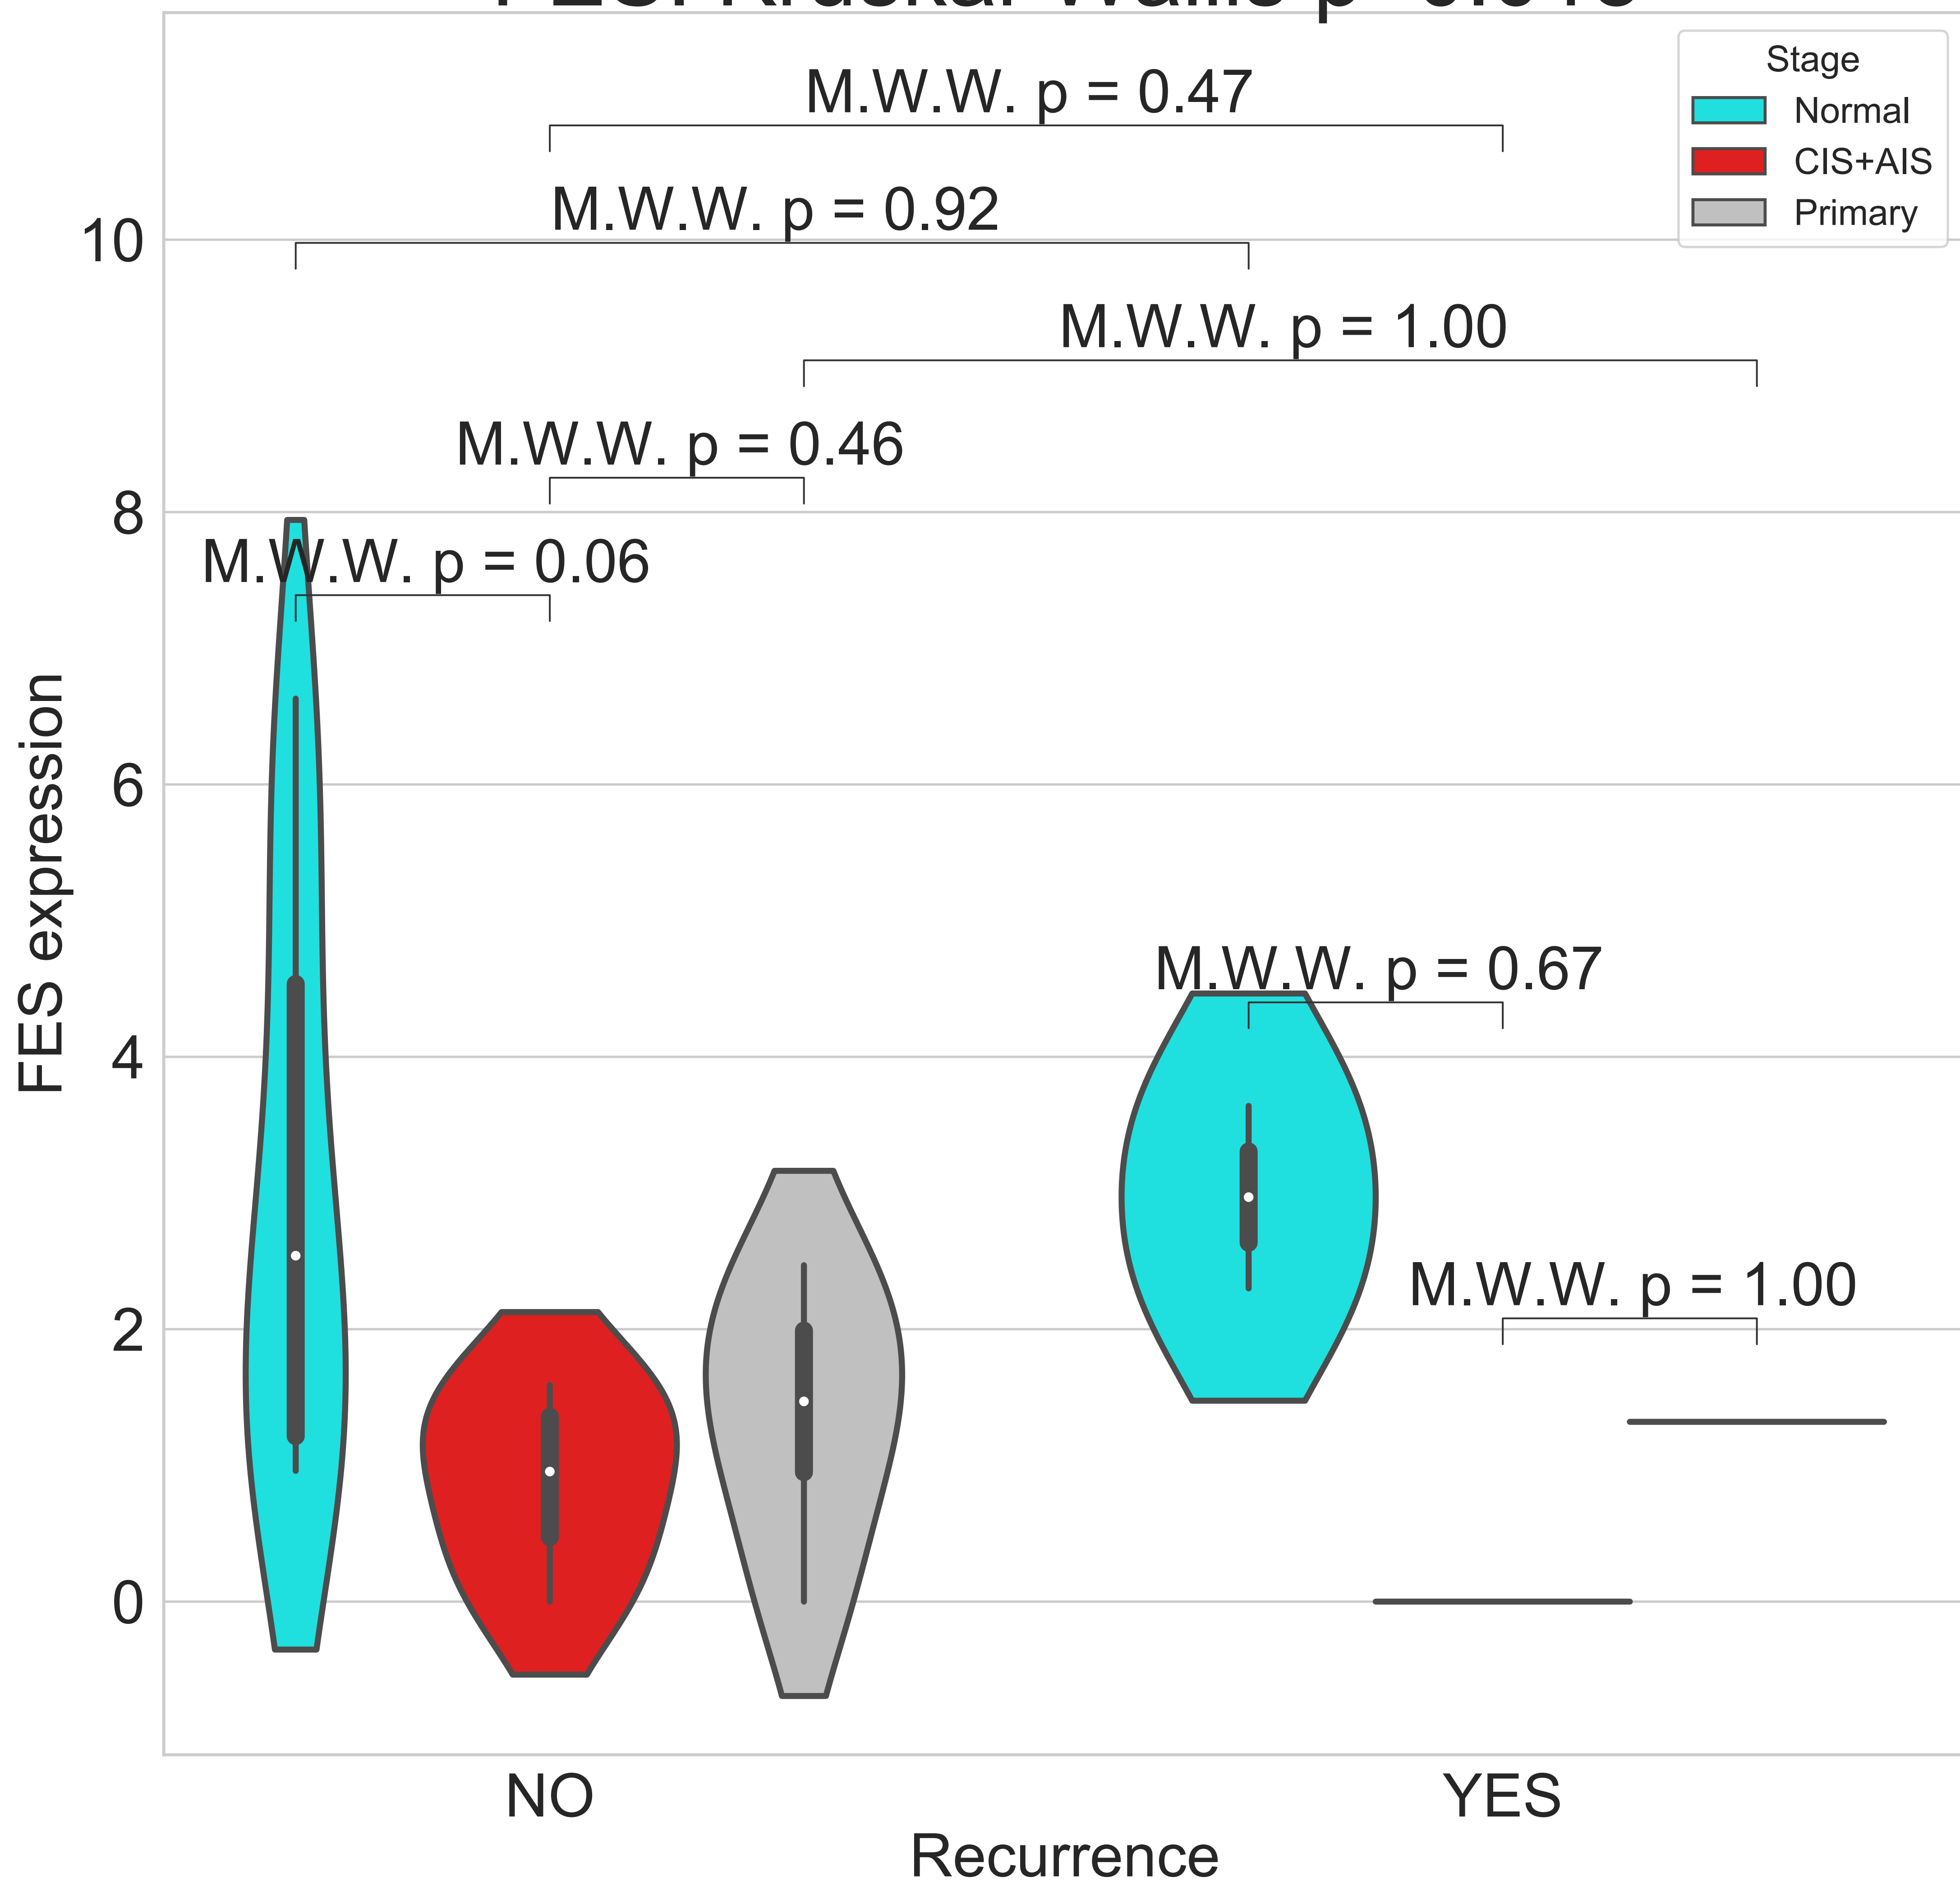 Stage
Normal
CIS+AIS
Primary
M.W.W. p = 0.47
M.W.W. p = 0.92
M.W.W. p = 1.00
M.W.W. p = 0.46
M.W.W. p = 0.06
M.W.W. p = 0.67
M.W.W. p = 1.00
10
8
6
4
2
0
FES expression
NO
YES
Recurrence